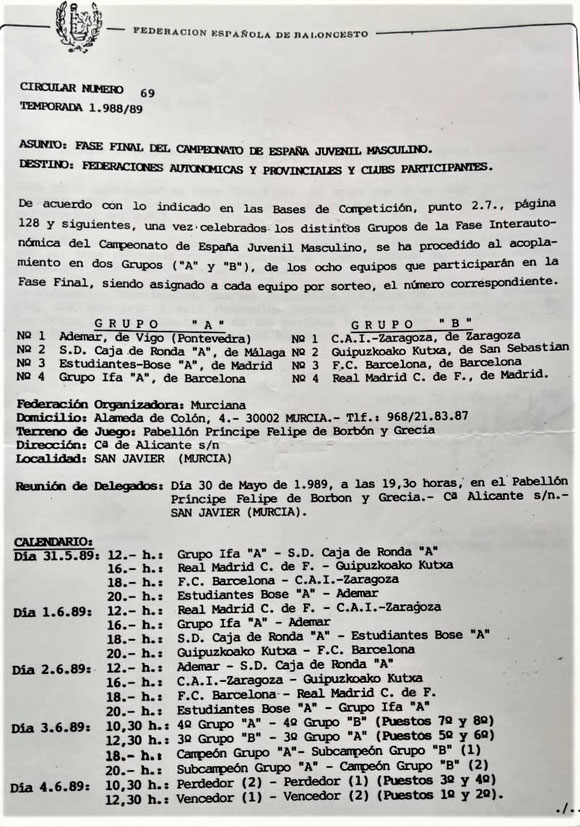 FEDERACION ESPAÑOLA DE BALONCESTO
CIRCULAR NUMERO 69
TEMPORADA 1.988/89
ASUNTO: FASE FINAL DEL CAMPEONATO DE ESPAÑA JUVENIL MASCULINO.
DESTINO: FEDERACIONES AUTONOMICAS Y PROVINCIALES Y CLUBS PARTICIPANTES.
De acuerdo con lo indicado en las Bases de Competición, punto 2.7., página
128 y siguientes, una vez celebrados los distintos Grupos de la Fase Interauto-
nómica del Campeonato de España Juvenil Masculino, se ha procedido al acopla-
miento en dos Grupos ("A" y "B"), de los ocho equipos que participarán en la
Fase Final, siendo asignado a cada equipo por sorteo, el número correspondiente.
G R U P O "A"
Nº 1 Ademar, de Vigo (Pontevedra)
Nº 2 S.D. Caja de Ronda "A", de Málaga
Nº 3 Estudiantes-Bose "A", de Madrid
Nº 4 Grupo Ifa "A", de Barcelona
G R U P O "B"
Nº 1 C.A.I.-Zaragoza, de Zaragoza
Nº 2 Guipuzkoako Kutxa, de San Sebastian
Nº 3 F.C. Barcelona, de Barcelona
Nº 4 Real Madrid C. de F., de Madrid.
Federación Organizadora: Murciana
Domicilio: Alameda de Colón, 4.- 30002 MURCIA.- Tlf.: 968/21.83.87
Terreno de Juego: Pabellón Príncipe Felipe de Borbón y Grecia
Dirección: Cª de Alicante s/n
Localidad: SAN JAVIER (MURCIA)
Reunión de Delegados: Día 30 de Mayo de 1.989, a las 19,3o horas, en el Pabellón
Príncipe Felipe de Borbon y Grecia.- Cª Alicante s/n.-
SAN JAVIER (MURCIA).
CALENDARIO:
Día 31.5.89: 12.- h.: Grupo Ifa "A" - S.D. Caja de Ronda "A"
16.- h.: Real Madrid C. de F. - Guipuzkoako Kutxa
18.- h.: F.C. Barcelona - C.A.I.-Zaragoza
20.- h.: Estudiantes Bose "A" - Ademar
Día 1.6.89: 12.- h.: Real Madrid C. de F. - C.A.I.-Zaragoza
16.- h.: Grupo Ifa "A" - Ademar
18.- h.: S.D. Caja de Ronda "A" - Estudiantes Bose "A"
20.- h.: Guipuzkoako Kutxa - F.C. Barcelona
Día 2.6.89: 12.- h.: Ademar - S.D. Caja de Ronda "A"
16.- h.: C.A.I.-Zaragoza - Guipuzkoako Kutxa
18.- h.: F.C. Barcelona - Real Madrid C. de F.
20.- h.: Estudiantes Bose "A" - Grupo Ifa "A"
Día 3.6.89: 10,30 h.: 4º Grupo "A" - 4º Grupo "B" (Puestos 7º y 8º)
12,30 h.: 3º Grupo "B" - 3º Grupo "A" (Puestos 5º y 6º)
18.- h.: Campeón Grupo "A"- Subcampeón Grupo "B" (1)
20.- h.: Subcampeón Grupo "A" - Campeón Grupo "B" (2)
Día 4.6.89: 10,30 h.: Perdedor (2) - Perdedor (1) (Puestos 3º y 4º)
12,30 h.: Vencedor (1) - Vencedor (2) (Puestos 1º y 2º).
./..